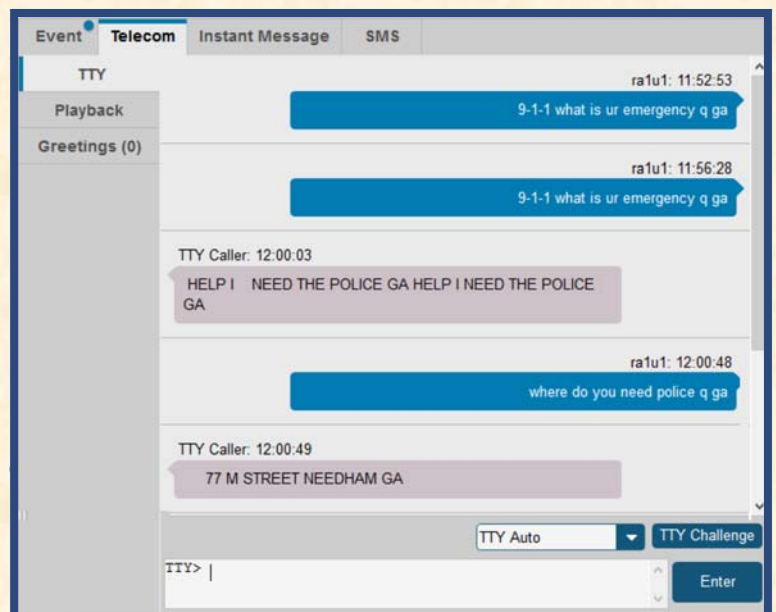 Event Telecom Instant Message SMS
TTY
Playback
Greetings (0)
ra1u1: 11:52:53
9-1-1 what is ur emergency q ga
ra1u1: 11:56:28
9-1-1 what is ur emergency q ga
TTY Caller: 12:00:03
HELP I NEED THE POLICE GA HELP I NEED THE POLICE
GA
ra1u1: 12:00:48
where do you need police q ga
TTY Caller: 12:00:49
77 M STREET NEEDHAM GA
TTY Auto TTY Challenge
TTY> Enter